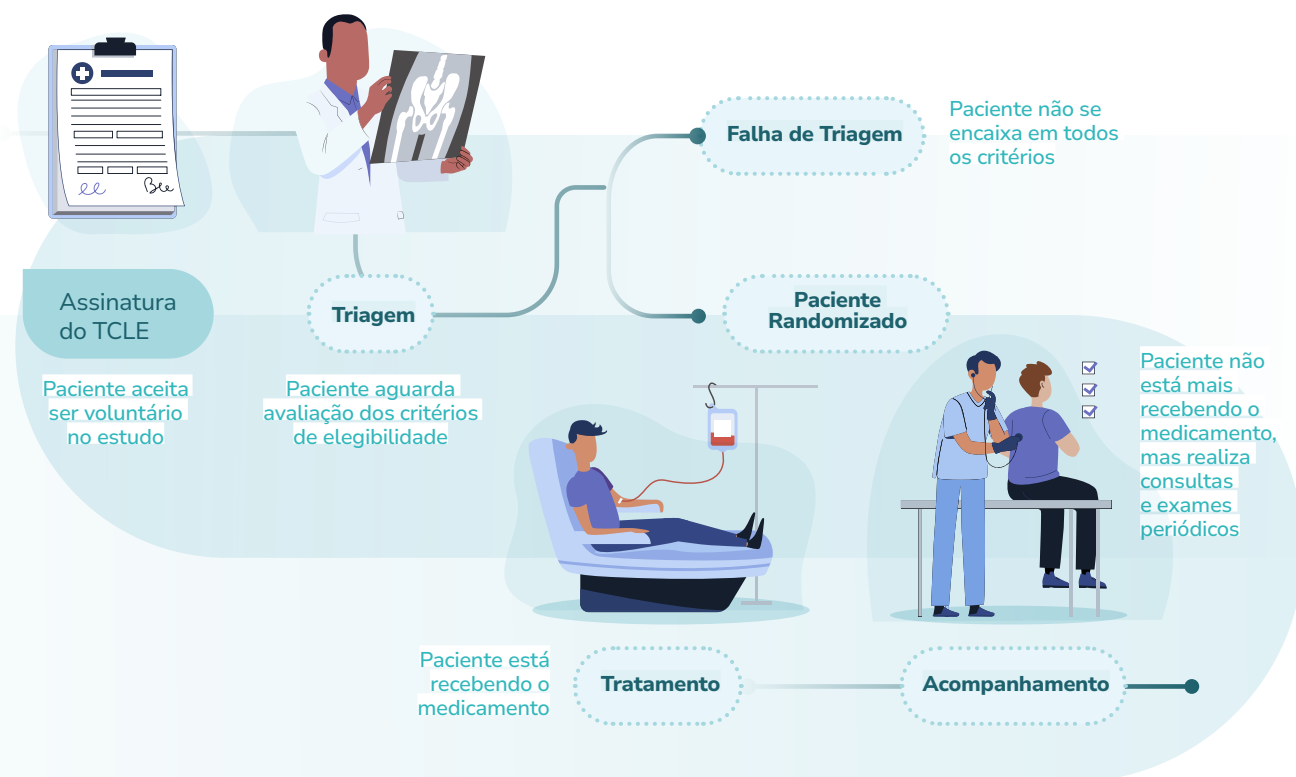 Falha de Triagem
Paciente não se
encaixa em todos
os critérios
Assinatura
do TCLE
Triagem
Paciente
Randomizado
Paciente aceita
ser voluntário
no estudo
Paciente aguarda
avaliação dos critérios
de elegibilidade
Paciente não
está mais
recebendo o
medicamento,
mas realiza
consultas
e exames
periódicos
Paciente está
recebendo o
medicamento
Tratamento
Acompanhamento